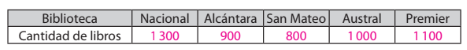 Biblioteca Nacional Alcántara San Mateo Austral Premier
Cantidad de libros 1 300 900 800 1 000 1 100